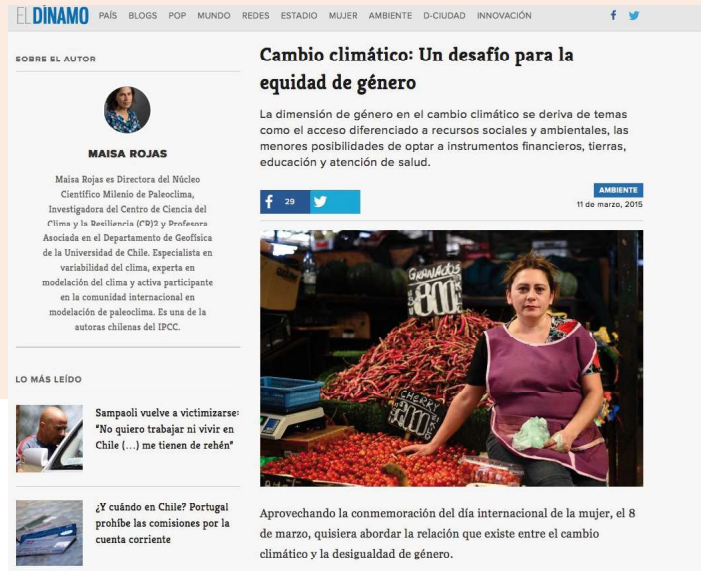 EL DÍNAMO PAÍS BLOGS POP MUNDO REDES ESTADIO MUJER AMBIENTE D-CIUDAD INNOVACIÓN
SOBRE EL AUTOR
MAISA ROJAS
Maisa Rojas es Directora del Núcleo
Científico Milenio de Paleoclima,
Investigadora del Centro de Ciencia del
Clima y la Resiliencia (CR)2 y Profesora
Asociada en el Departamento de Geofísica
de la Universidad de Chile. Especialista en
variabilidad del clima, experta en
modelación del clima y activa participante
en la comunidad internacional en
modelación de paleoclima. Es una de la
autoras chilenas del IPCC.
LO MÁS LEÍDO
Sampaoli vuelve a victimizarse:
"No quiero trabajar ni vivir en
Chile (...) me tienen de rehén"
¿Y cuándo en Chile? Portugal
prohíbe las comisiones por la
cuenta corriente
Cambio climático: Un desafío para la
equidad de género
La dimensión de género en el cambio climático se deriva de temas
como el acceso diferenciado a recursos sociales y ambientales, las
menores posibilidades de optar a instrumentos financieros, tierras,
educación y atención de salud.
29
AMBIENTE
11 de marzo, 2015
GRANADOS
800
CHERRY
Aprovechando la conmemoración del día internacional de la mujer, el 8
de marzo, quisiera abordar la relación que existe entre el cambio
climático y la desigualdad de género.